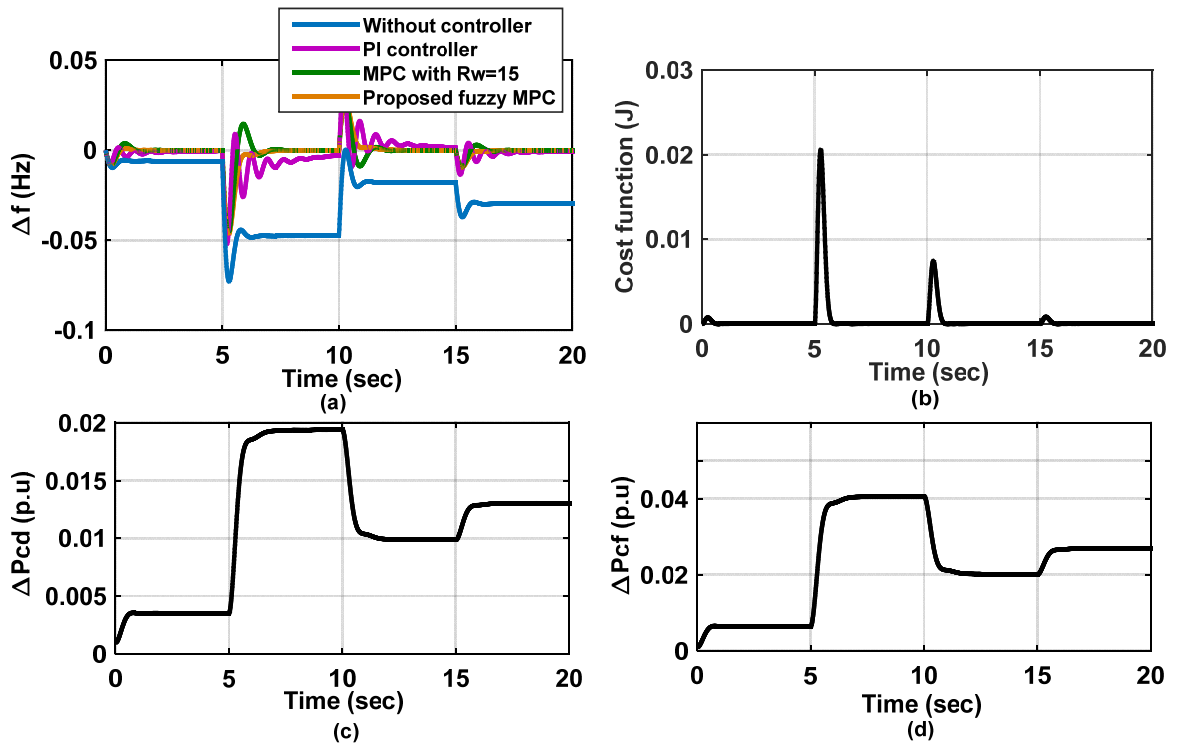 Without controller
PI controller
MPC with Rw=15
Proposed fuzzy MPC
0.05
0
-0.05
-0.1
Δf (Hz)
0 5 10 15 20
Time (sec)
(a)
0.03
0.02
0.01
0
Cost function (J)
0 5 10 15 20
Time (sec)
(b)
0.02
0.015
0.01
0.005
0
ΔPcd (p.u)
0 5 10 15 20
Time (sec)
(c)
0.04
0.02
0
ΔPcf (p.u)
0 5 10 15 20
Time (sec)
(d)